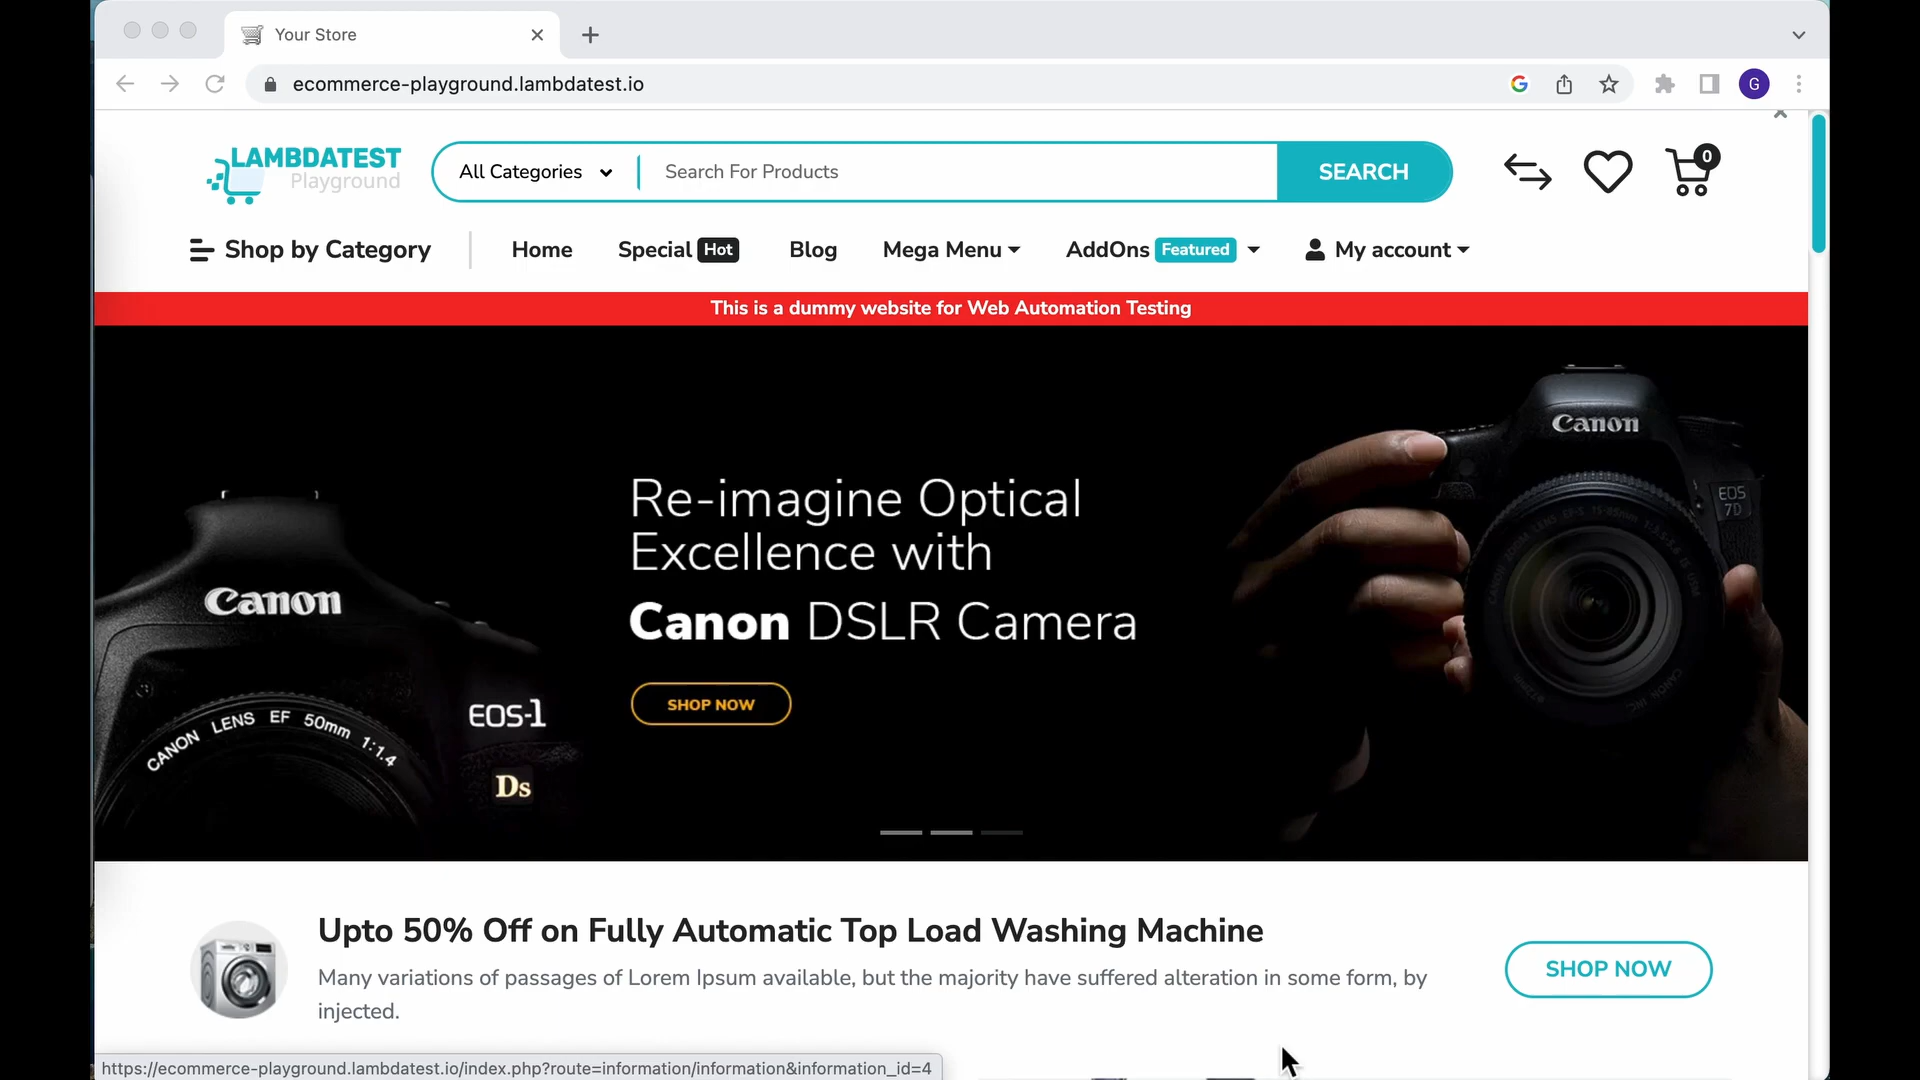 Your Store
ecommerce-playground.lambdatest.io
G
LAMBDATEST
Playground
All Categories
Search For Products
SEARCH
0
Shop by Category
Home
Special Hot
Blog
Mega Menu
AddOns Featured
My account
This is a dummy website for Web Automation Testing
Canon
EOS
7D
Re-imagine Optical
Excellence with
Canon DSLR Camera
SHOP NOW
Canon
EOS-1
Ds
CANON LENS EF 50mm 1:1.4
Upto 50% Off on Fully Automatic Top Load Washing Machine
Many variations of passages of Lorem Ipsum available, but the majority have suffered alteration in some form, by
injected.
SHOP NOW
https://ecommerce-playground.lambdatest.io/index.php?route=information/information&information_id=4